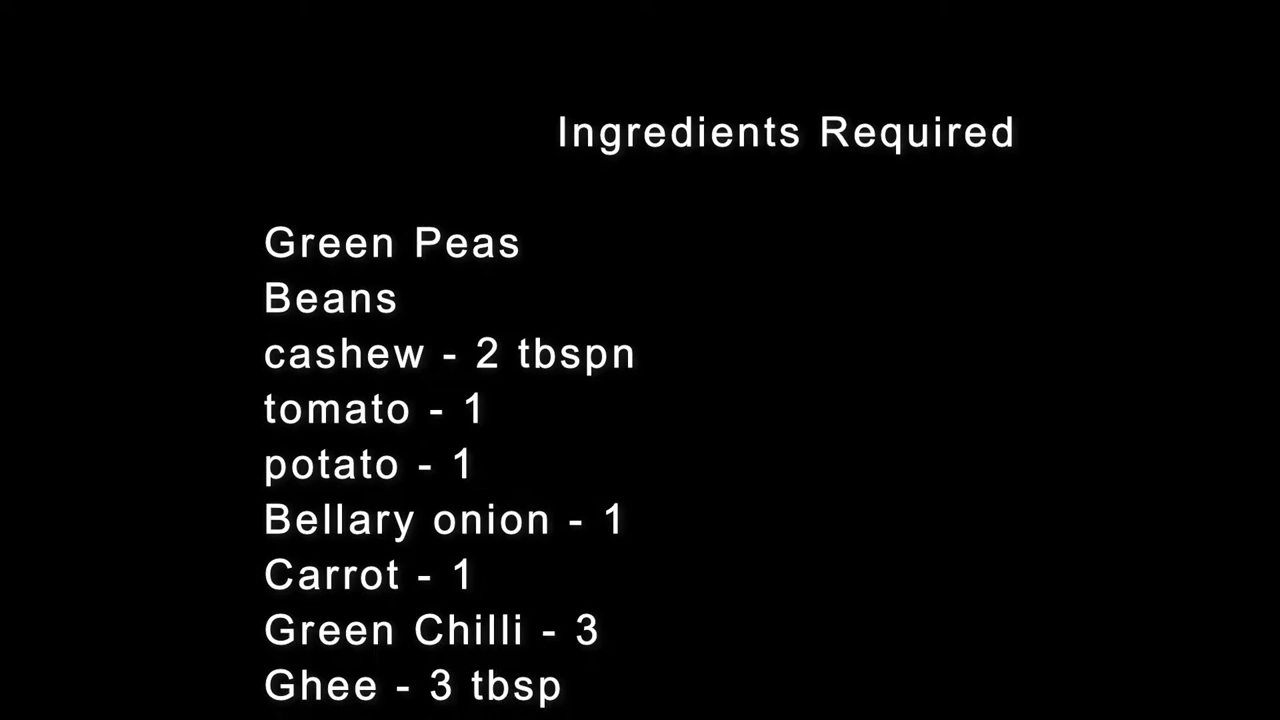 Ingredients Required
Green Peas
Beans
cashew - 2 tbspn
tomato - 1
potato - 1
Bellary onion - 1
Carrot - 1
Green Chilli - 3
Ghee - 3 tbsp